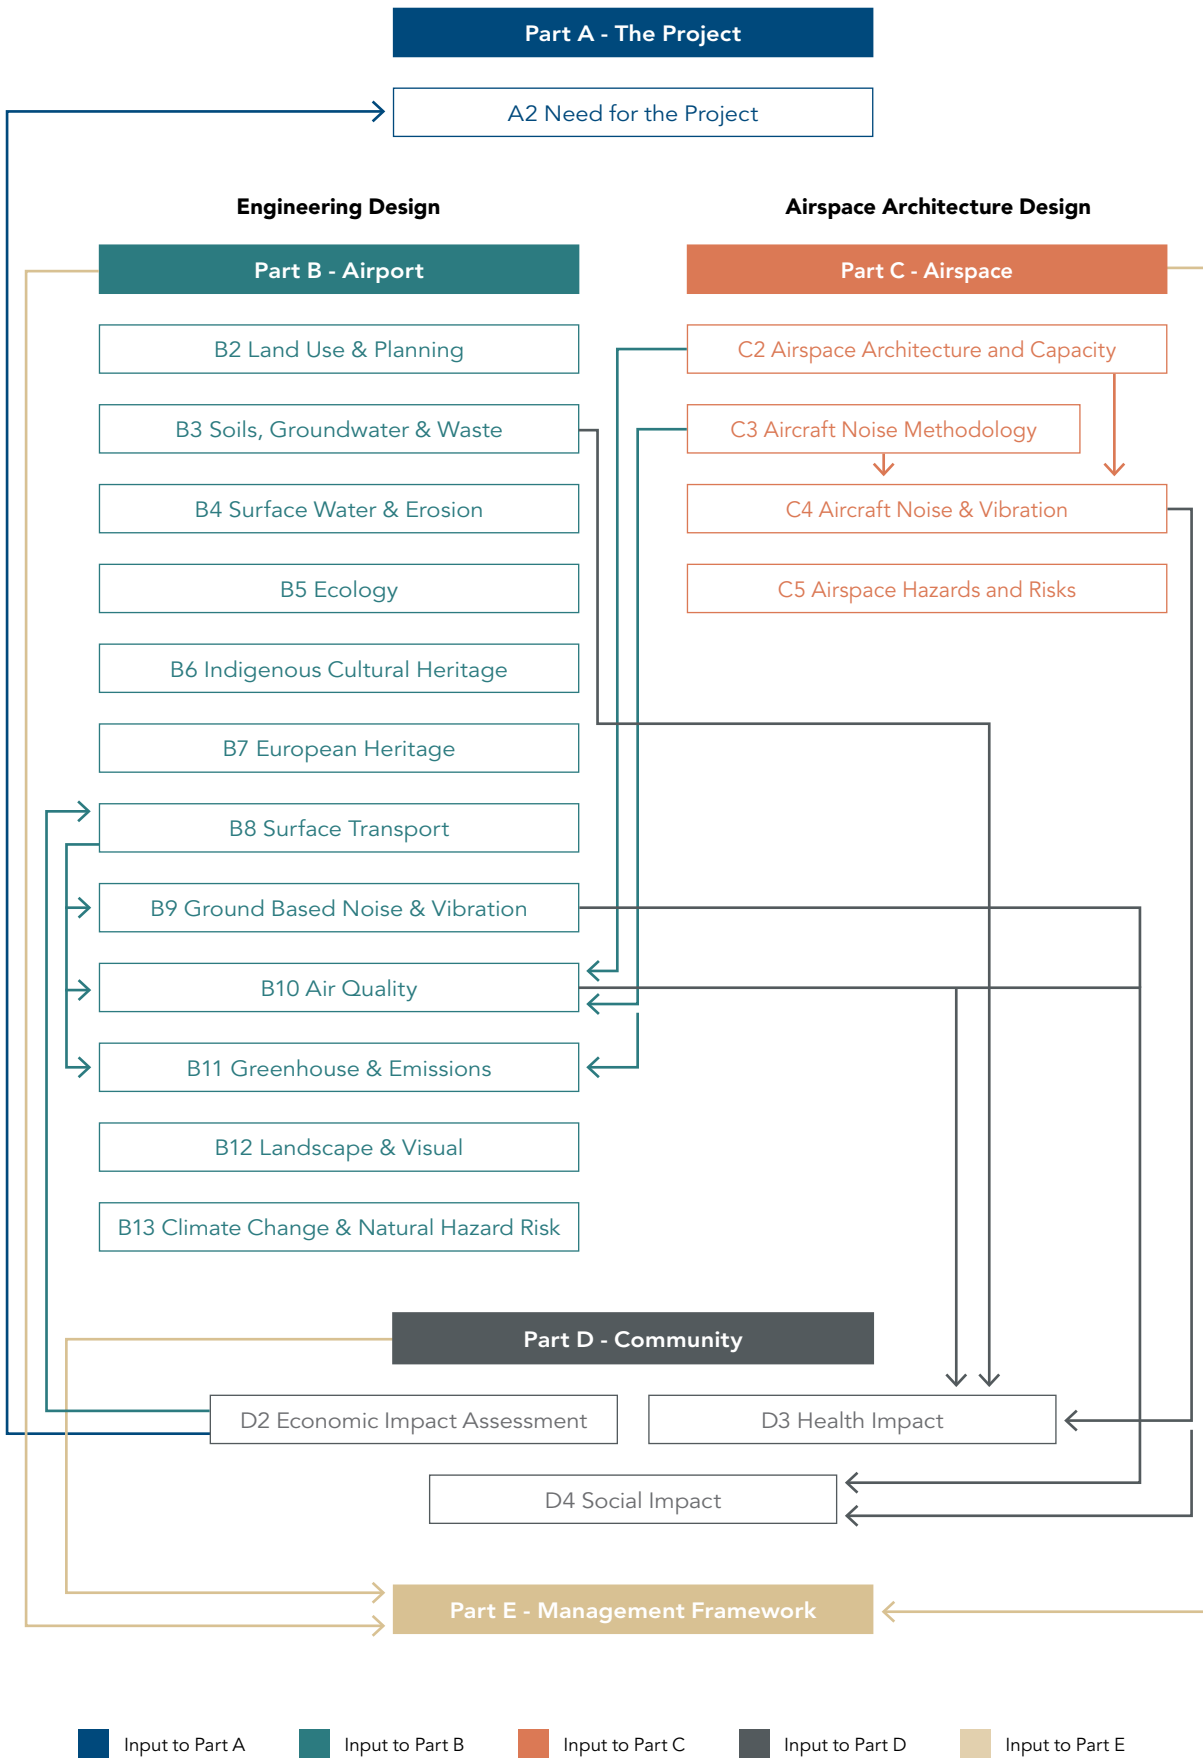 Part A - The Project
A2 Need for the Project
Engineering Design
Airspace Architecture Design
Part B - Airport
Part C - Airspace
B2 Land Use & Planning
C2 Airspace Architecture and Capacity
B3 Soils, Groundwater & Waste
C3 Aircraft Noise Methodology
B4 Surface Water & Erosion
C4 Aircraft Noise & Vibration
B5 Ecology
C5 Airspace Hazards and Risks
B6 Indigenous Cultural Heritage
B7 European Heritage
B8 Surface Transport
B9 Ground Based Noise & Vibration
B10 Air Quality
B11 Greenhouse & Emissions
B12 Landscape & Visual
B13 Climate Change & Natural Hazard Risk
Part D - Community
D2 Economic Impact Assessment
D3 Health Impact
D4 Social Impact
Part E - Management Framework
Input to Part A
Input to Part B
Input to Part C
Input to Part D
Input to Part E